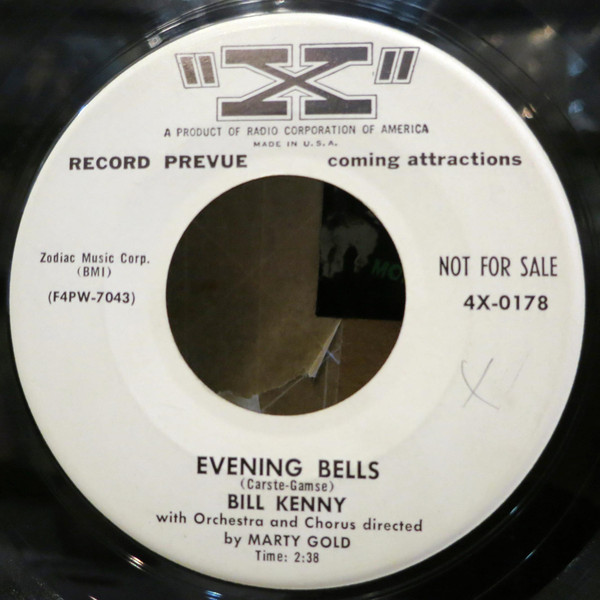 "X"
A PRODUCT OF RADIO CORPORATION OF AMERICA
MADE IN U.S.A.
RECORD PREVUE coming attractions
Zodiac Music Corp.
(BMI)
(F4PW-7043)
NOT FOR SALE
4X-0178
X
MO
EVENING BELLS
(Carste-Gamse)
BILL KENNY
with Orchestra and Chorus directed
by MARTY GOLD
Time: 2:38